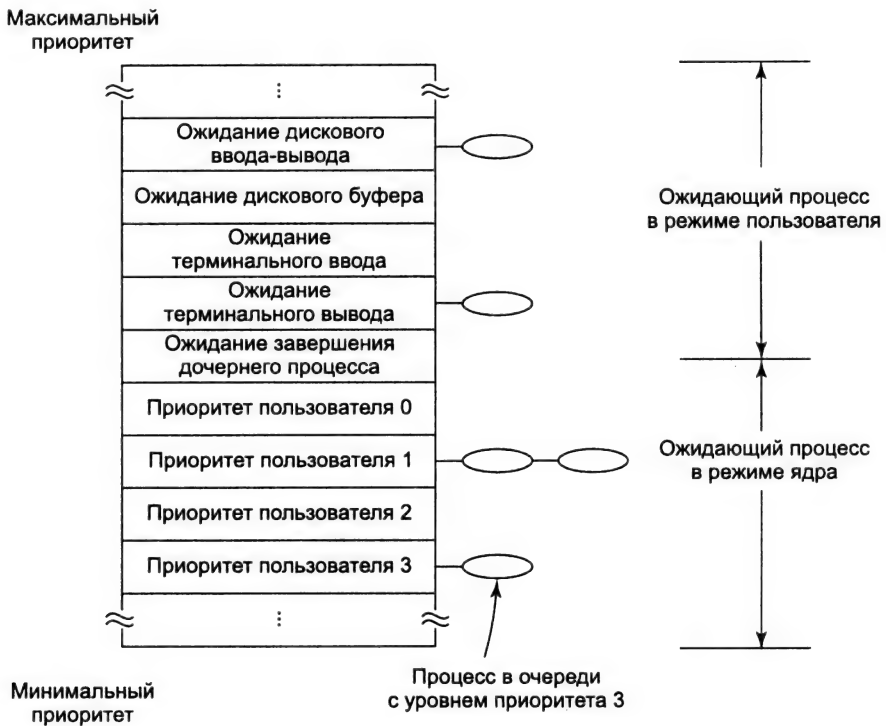 Максимальный
приоритет
Ожидание дискового
ввода-вывода
Ожидание дискового буфера
Ожидание
терминального ввода
Ожидание
терминального вывода
Ожидание завершения
дочернего процесса
Приоритет пользователя 0
Приоритет пользователя 1
Приоритет пользователя 2
Приоритет пользователя 3
Ожидающий процесс
в режиме пользователя
Ожидающий процесс
в режиме ядра
Процесс в очереди
с уровнем приоритета 3
Минимальный
приоритет